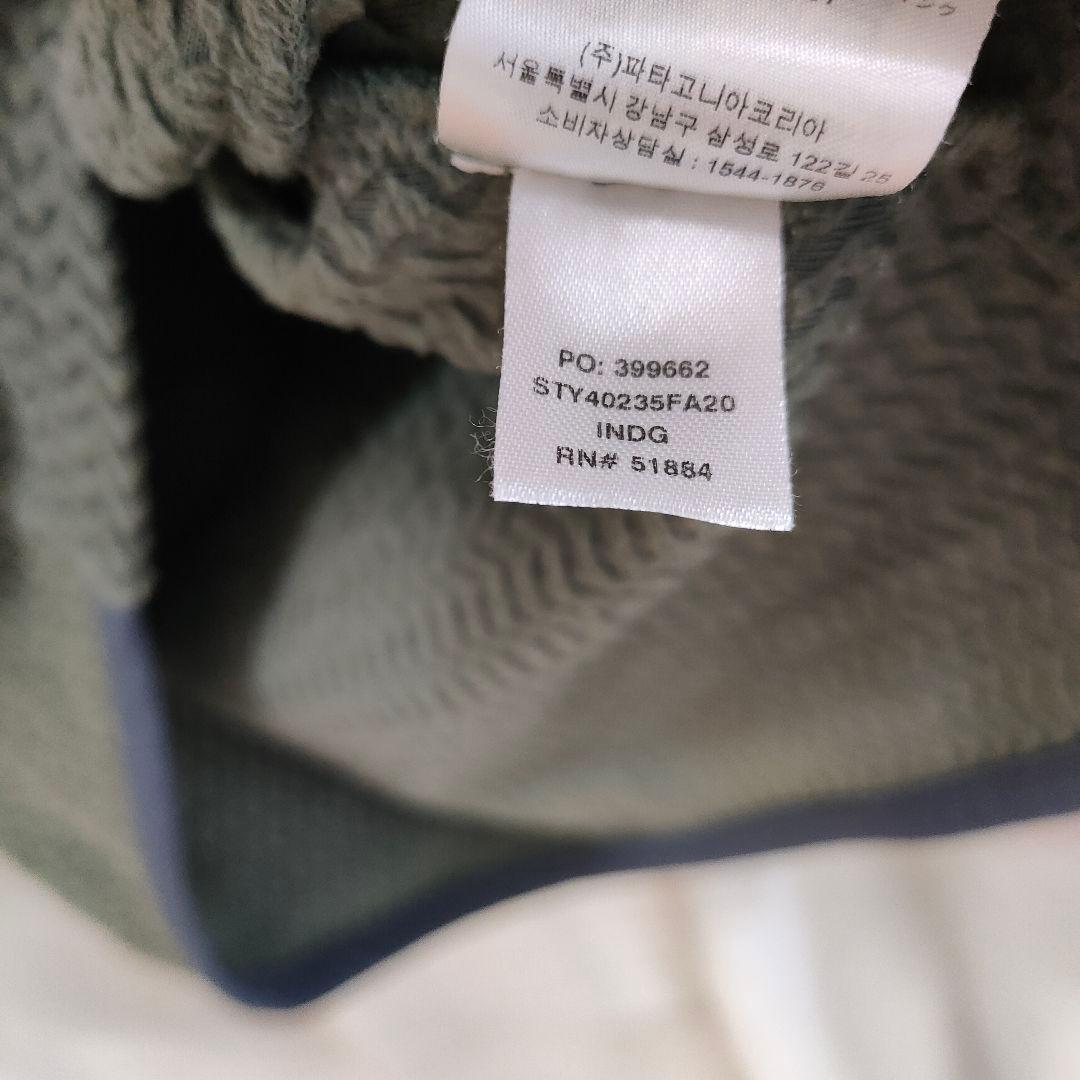 (주)파타고니아코리아
서울특별시 강남구 삼성로 122길 25
소비자상담실 : 1544-1876
PO: 399662
STY40235FA20
INDG
RN# 51884